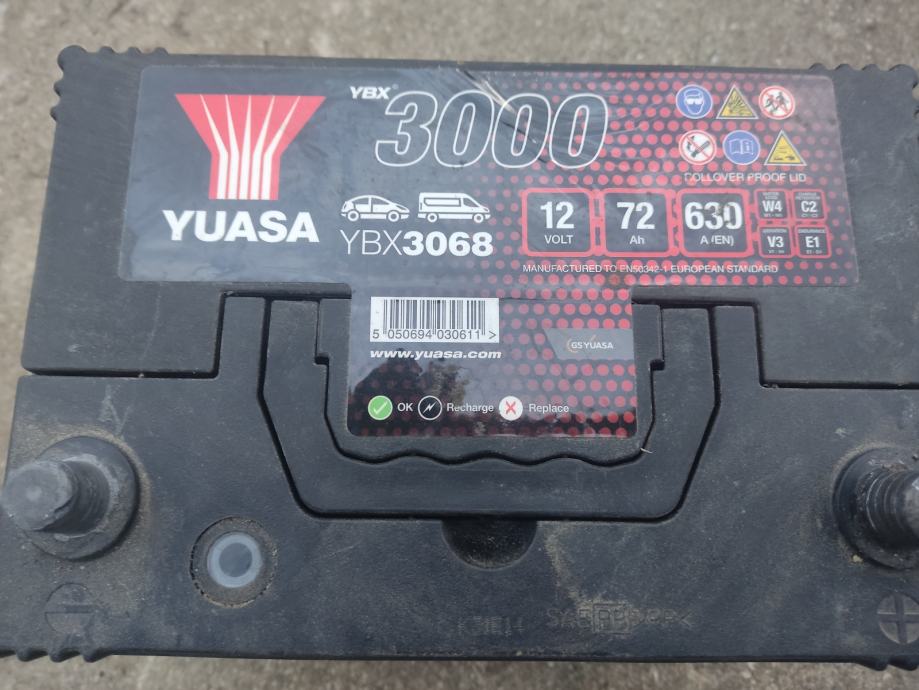 YBX® 3000
YUASA
YBX3068
12
VOLT
72
Ah
630
A (EN)
W4
C2
V3
E1
ROLLOVER PROOF LID
MANUFACTURED TO EN50342-1 EUROPEAN STANDARD
5 050694 030611 >
www.yuasa.com
GS YUASA
OK
Recharge
Replace